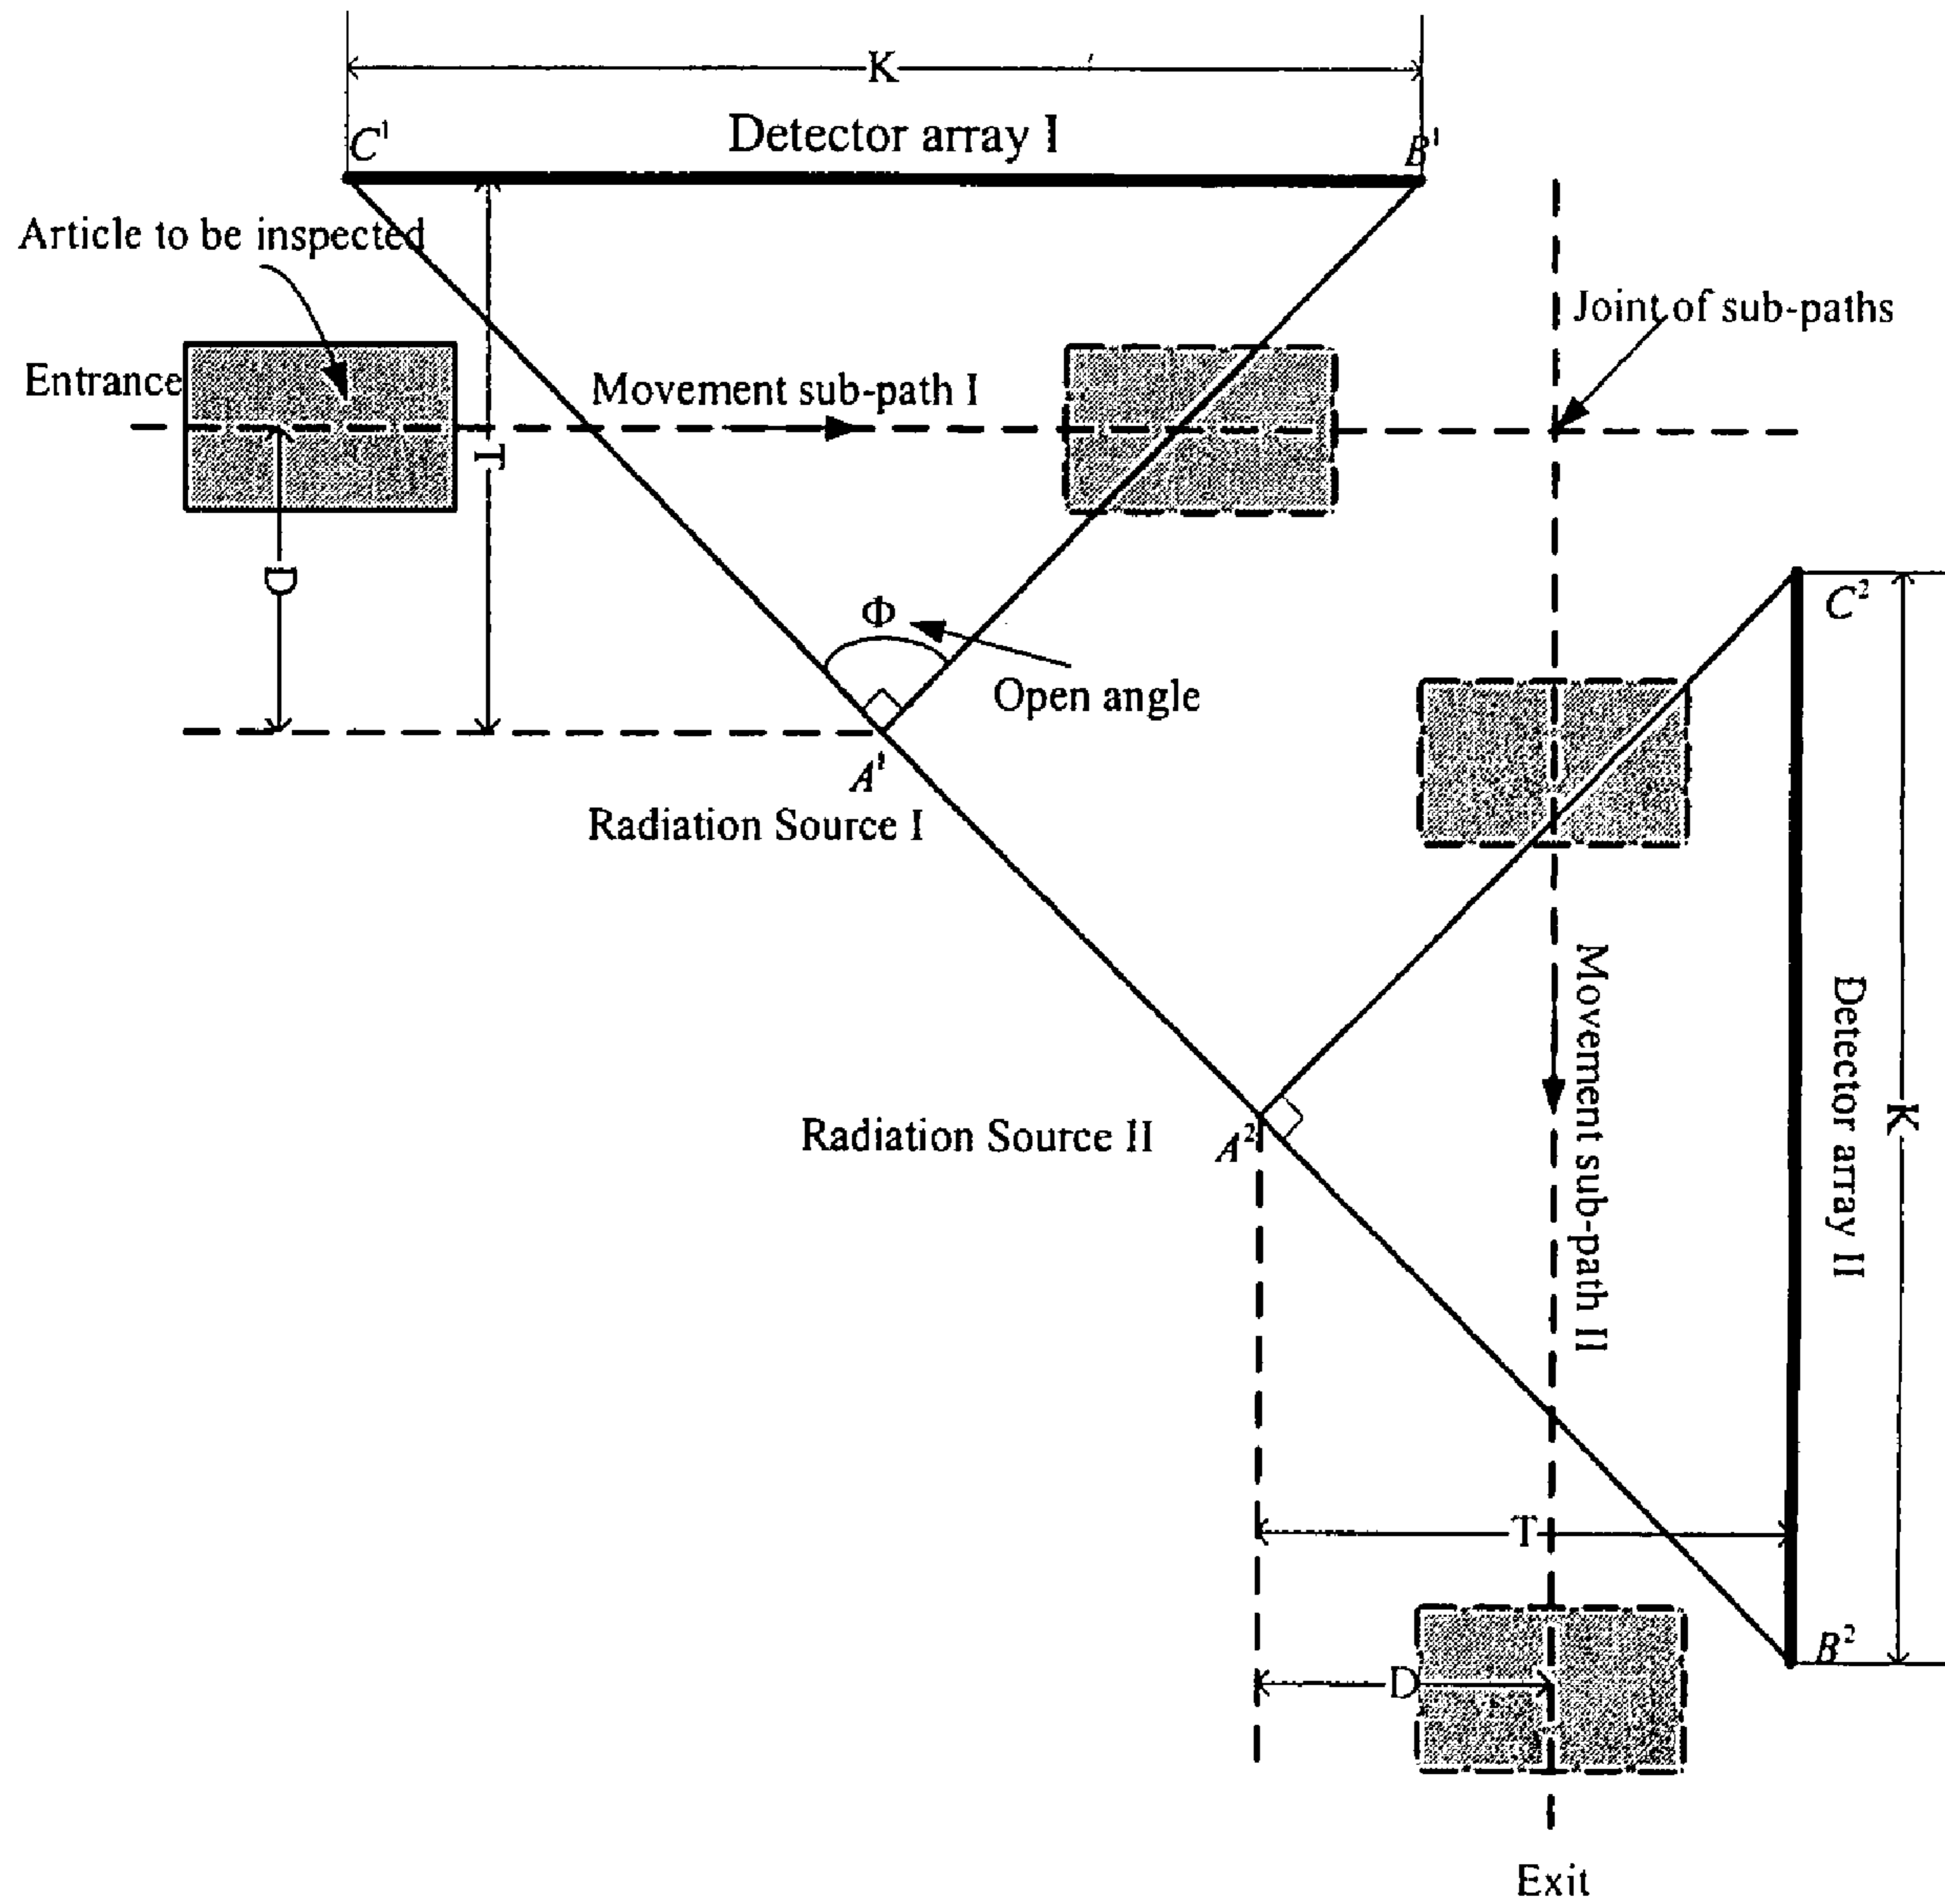 K
Detector array I
C¹
B¹
Article to be inspected
Joint of sub-paths
Entrance
Movement sub-path I
T
D
Φ
C²
Open angle
A¹
Radiation Source I
Movement sub-path II
Detector array II
K
Radiation Source II
A²
T
B²
D
Exit